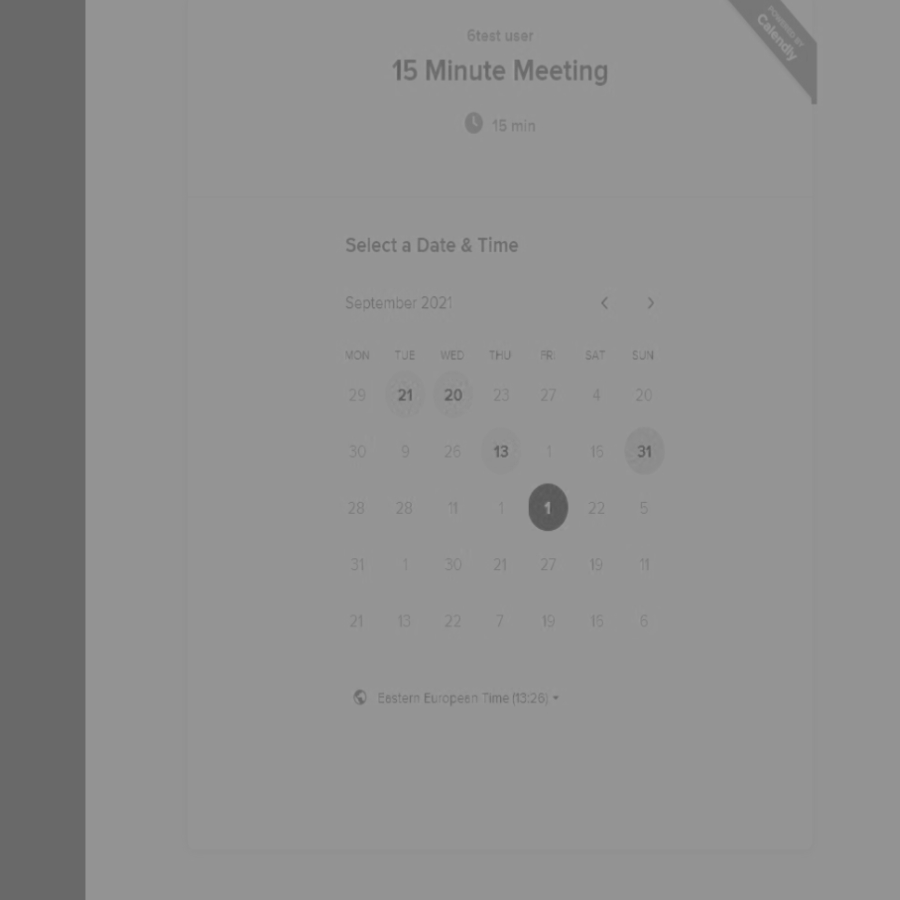 6test user
15 Minute Meeting
15 min
POWERED BY
Calendly
Select a Date & Time
September 2021
MON TUE WED THU FRI SAT SUN
29 21 20 23 27 4 20
30 9 26 13 1 15 31
28 28 11 1 1 22 5
31 1 30 21 27 19 11
21 13 22 7 19 15 6
Eastern European Time (13:26)